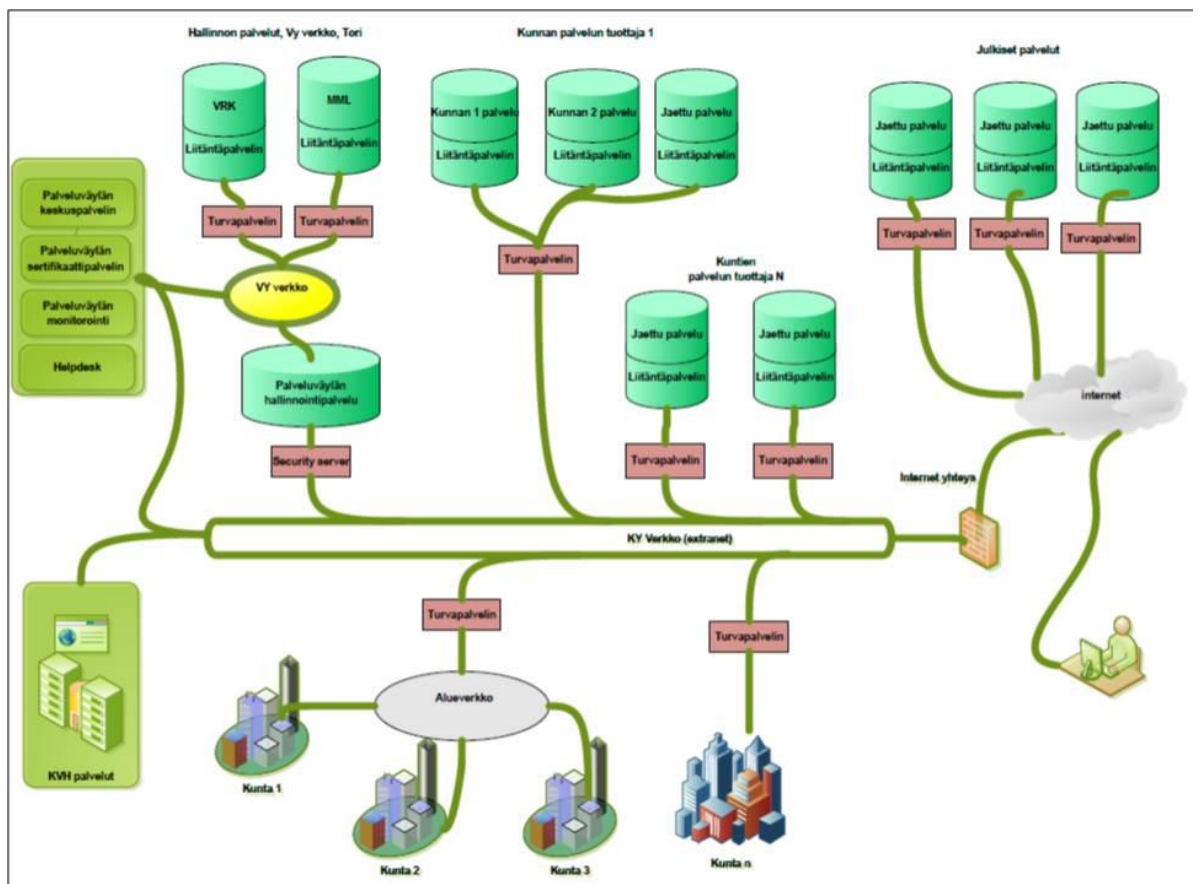 Hallinnon palvelut, Vy verkko, Tori
Kunnan palvelun tuottaja 1
Julkiset palvelut
VRK
Liitäntäpalvelin
MML
Liitäntäpalvelin
Kunnan 1 palvelu
Liitäntäpalvelin
Kunnan 2 palvelu
Liitäntäpalvelin
Jaettu palvelu
Liitäntäpalvelin
Jaettu palvelu
Liitäntäpalvelin
Jaettu palvelu
Liitäntäpalvelin
Jaettu palvelu
Liitäntäpalvelin
Palveluväylän
keskuspalvelin
Palveluväylän
sertifikaattipalvelin
Palveluväylän
monitorointi
Helpdesk
Turvapalvelin
Turvapalvelin
Turvapalvelin
Turvapalvelin
Turvapalvelin
Turvapalvelin
VY verkko
Kuntien
palvelun tuottaja N
Jaettu palvelu
Liitäntäpalvelin
Jaettu palvelu
Liitäntäpalvelin
Palveluväylän
hallinnointipalvelu
internet
Security server
Turvapalvelin
Turvapalvelin
Internet yhteys
KY Verkko (extranet)
Turvapalvelin
Turvapalvelin
Alueverkko
KVH palvelut
Kunta 1
Kunta 2
Kunta 3
Kunta n